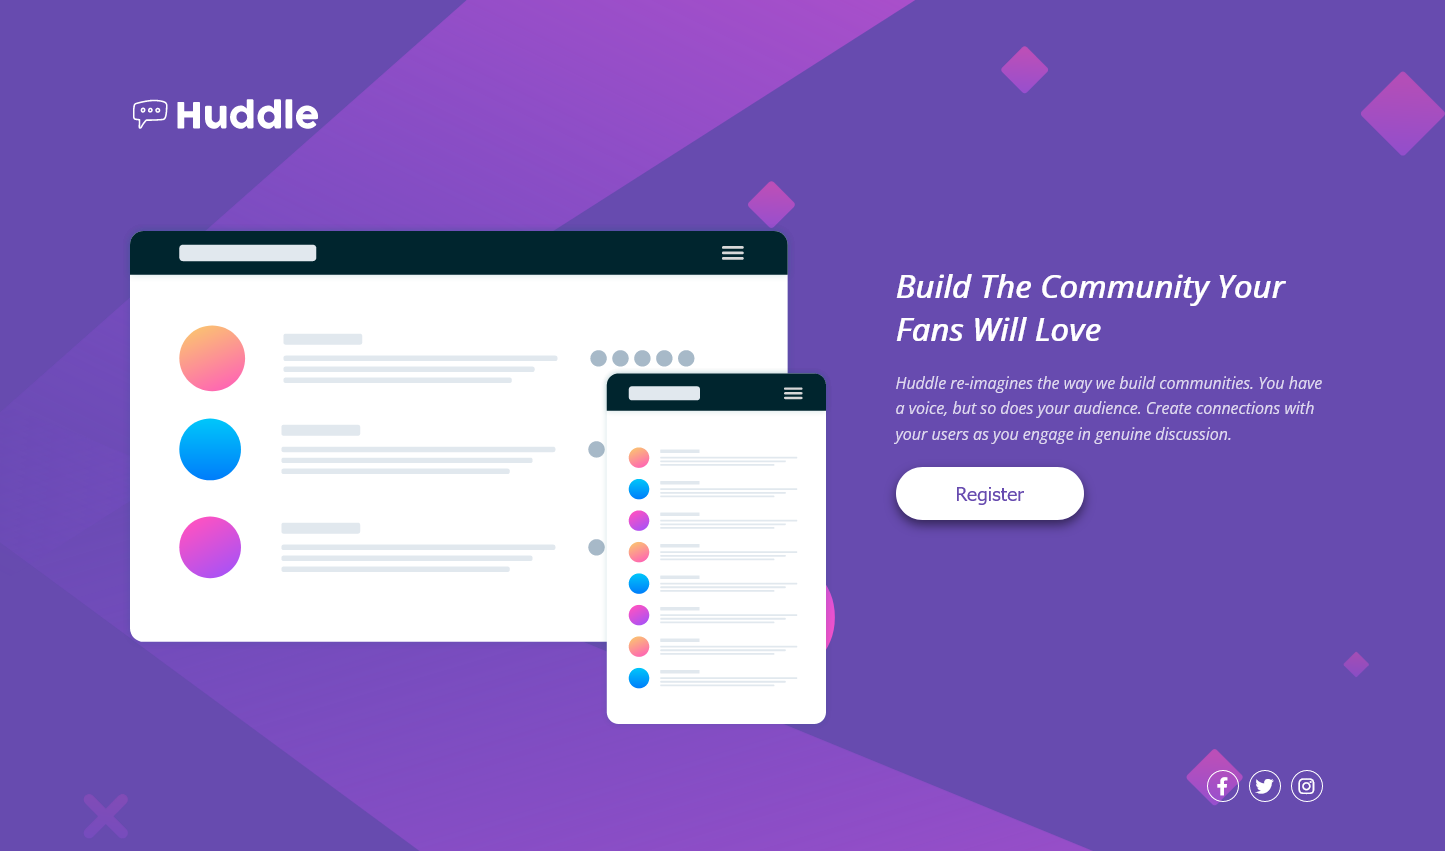 Huddle
Build The Community Your
Fans Will Love
Huddle re-imagines the way we build communities. You have
a voice, but so does your audience. Create connections with
your users as you engage in genuine discussion.
Register